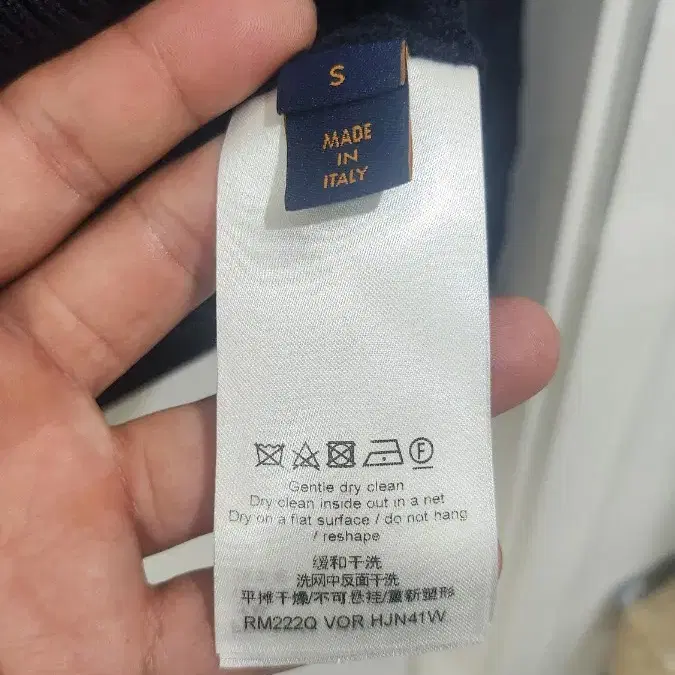 S
MADE
IN
ITALY
F
Gentle dry clean
Dry clean inside out in a net
Dry on a flat surface / do not hang
/ reshape
缓和干洗
洗网中反面干洗
平摊干燥/不可悬挂/重新塑形
RM222Q VOR HJN41W